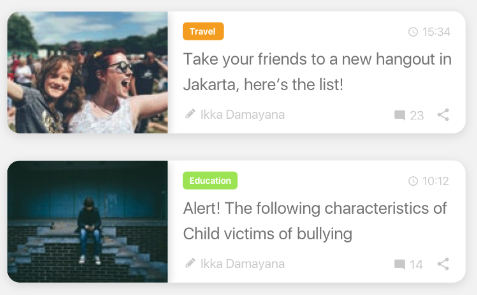 Travel
15:34
Take your friends to a new hangout in
Jakarta, here's the list!
Ikka Damayana
23
Education
10:12
Alert! The following characteristics of
Child victims of bullying
Ikka Damayana
14